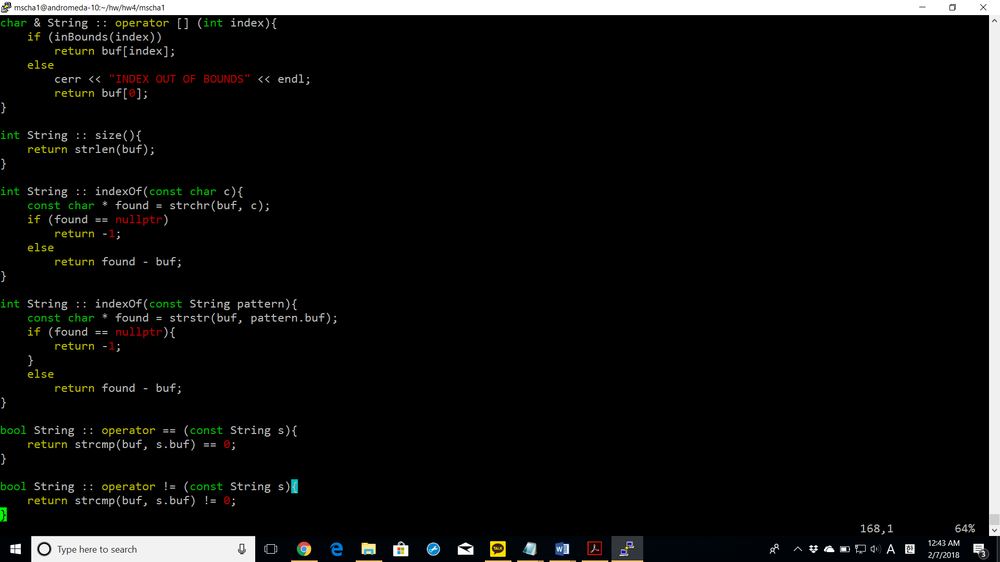 mscha1@andromeda-10:~/hw/hw4/mscha1
char & String :: operator [] (int index){
    if (inBounds(index))
        return buf[index];
    else
        cerr << "INDEX OUT OF BOUNDS" << endl;
        return buf[0];
}

int String :: size(){
    return strlen(buf);
}

int String :: indexOf(const char c){
    const char * found = strchr(buf, c);
    if (found == nullptr)
        return -1;
    else
        return found - buf;
}

int String :: indexOf(const String pattern){
    const char * found = strstr(buf, pattern.buf);
    if (found == nullptr){
        return -1;
    }
    else
        return found - buf;
}

bool String :: operator == (const String s){
    return strcmp(buf, s.buf) == 0;
}

bool String :: operator != (const String s){
    return strcmp(buf, s.buf) != 0;
}
168,1 64%
Type here to search
TALK
A 한
12:43 AM
2/7/2018
3